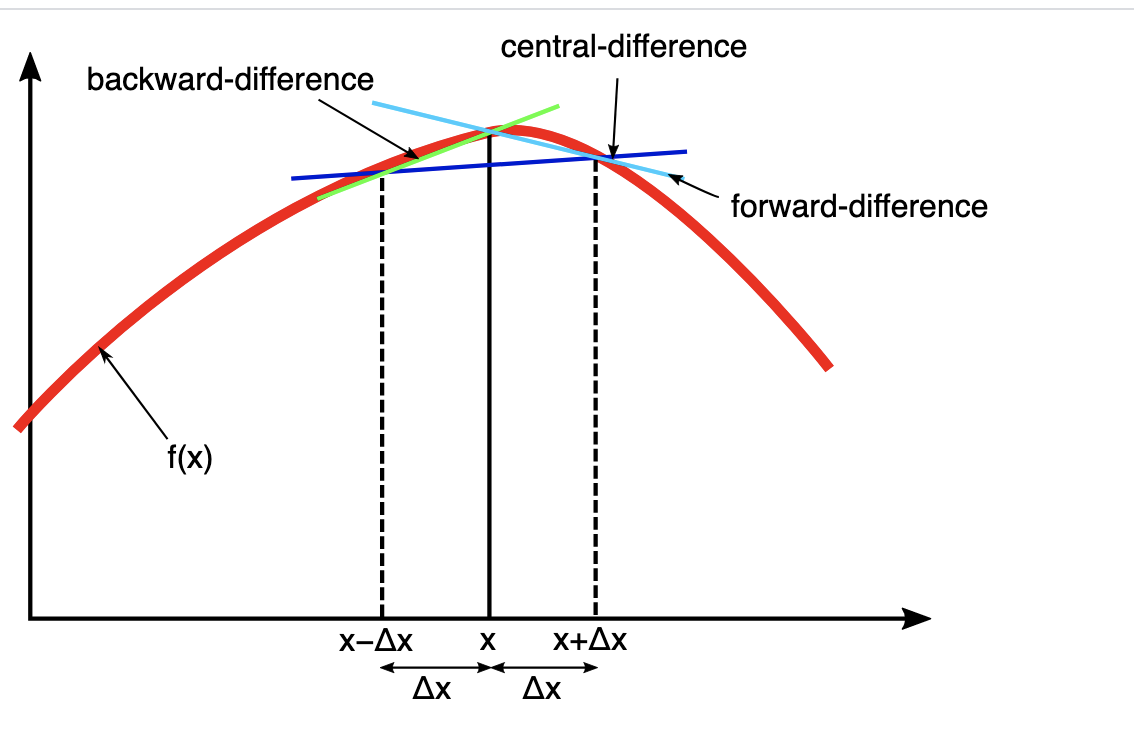 central-difference
backward-difference
forward-difference
f(x)
x−Δx
x
x+Δx
Δx
Δx